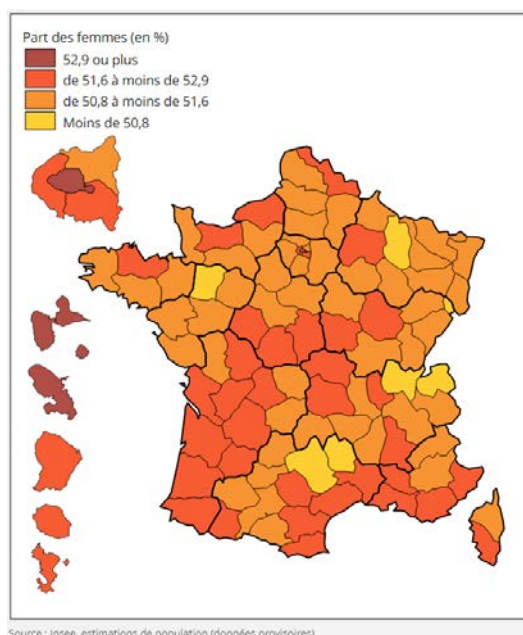 Part des femmes (en %)
52,9 ou plus
de 51,6 à moins de 52,9
de 50,8 à moins de 51,6
Moins de 50,8
Source : Insee, estimations de population (données provisoires)